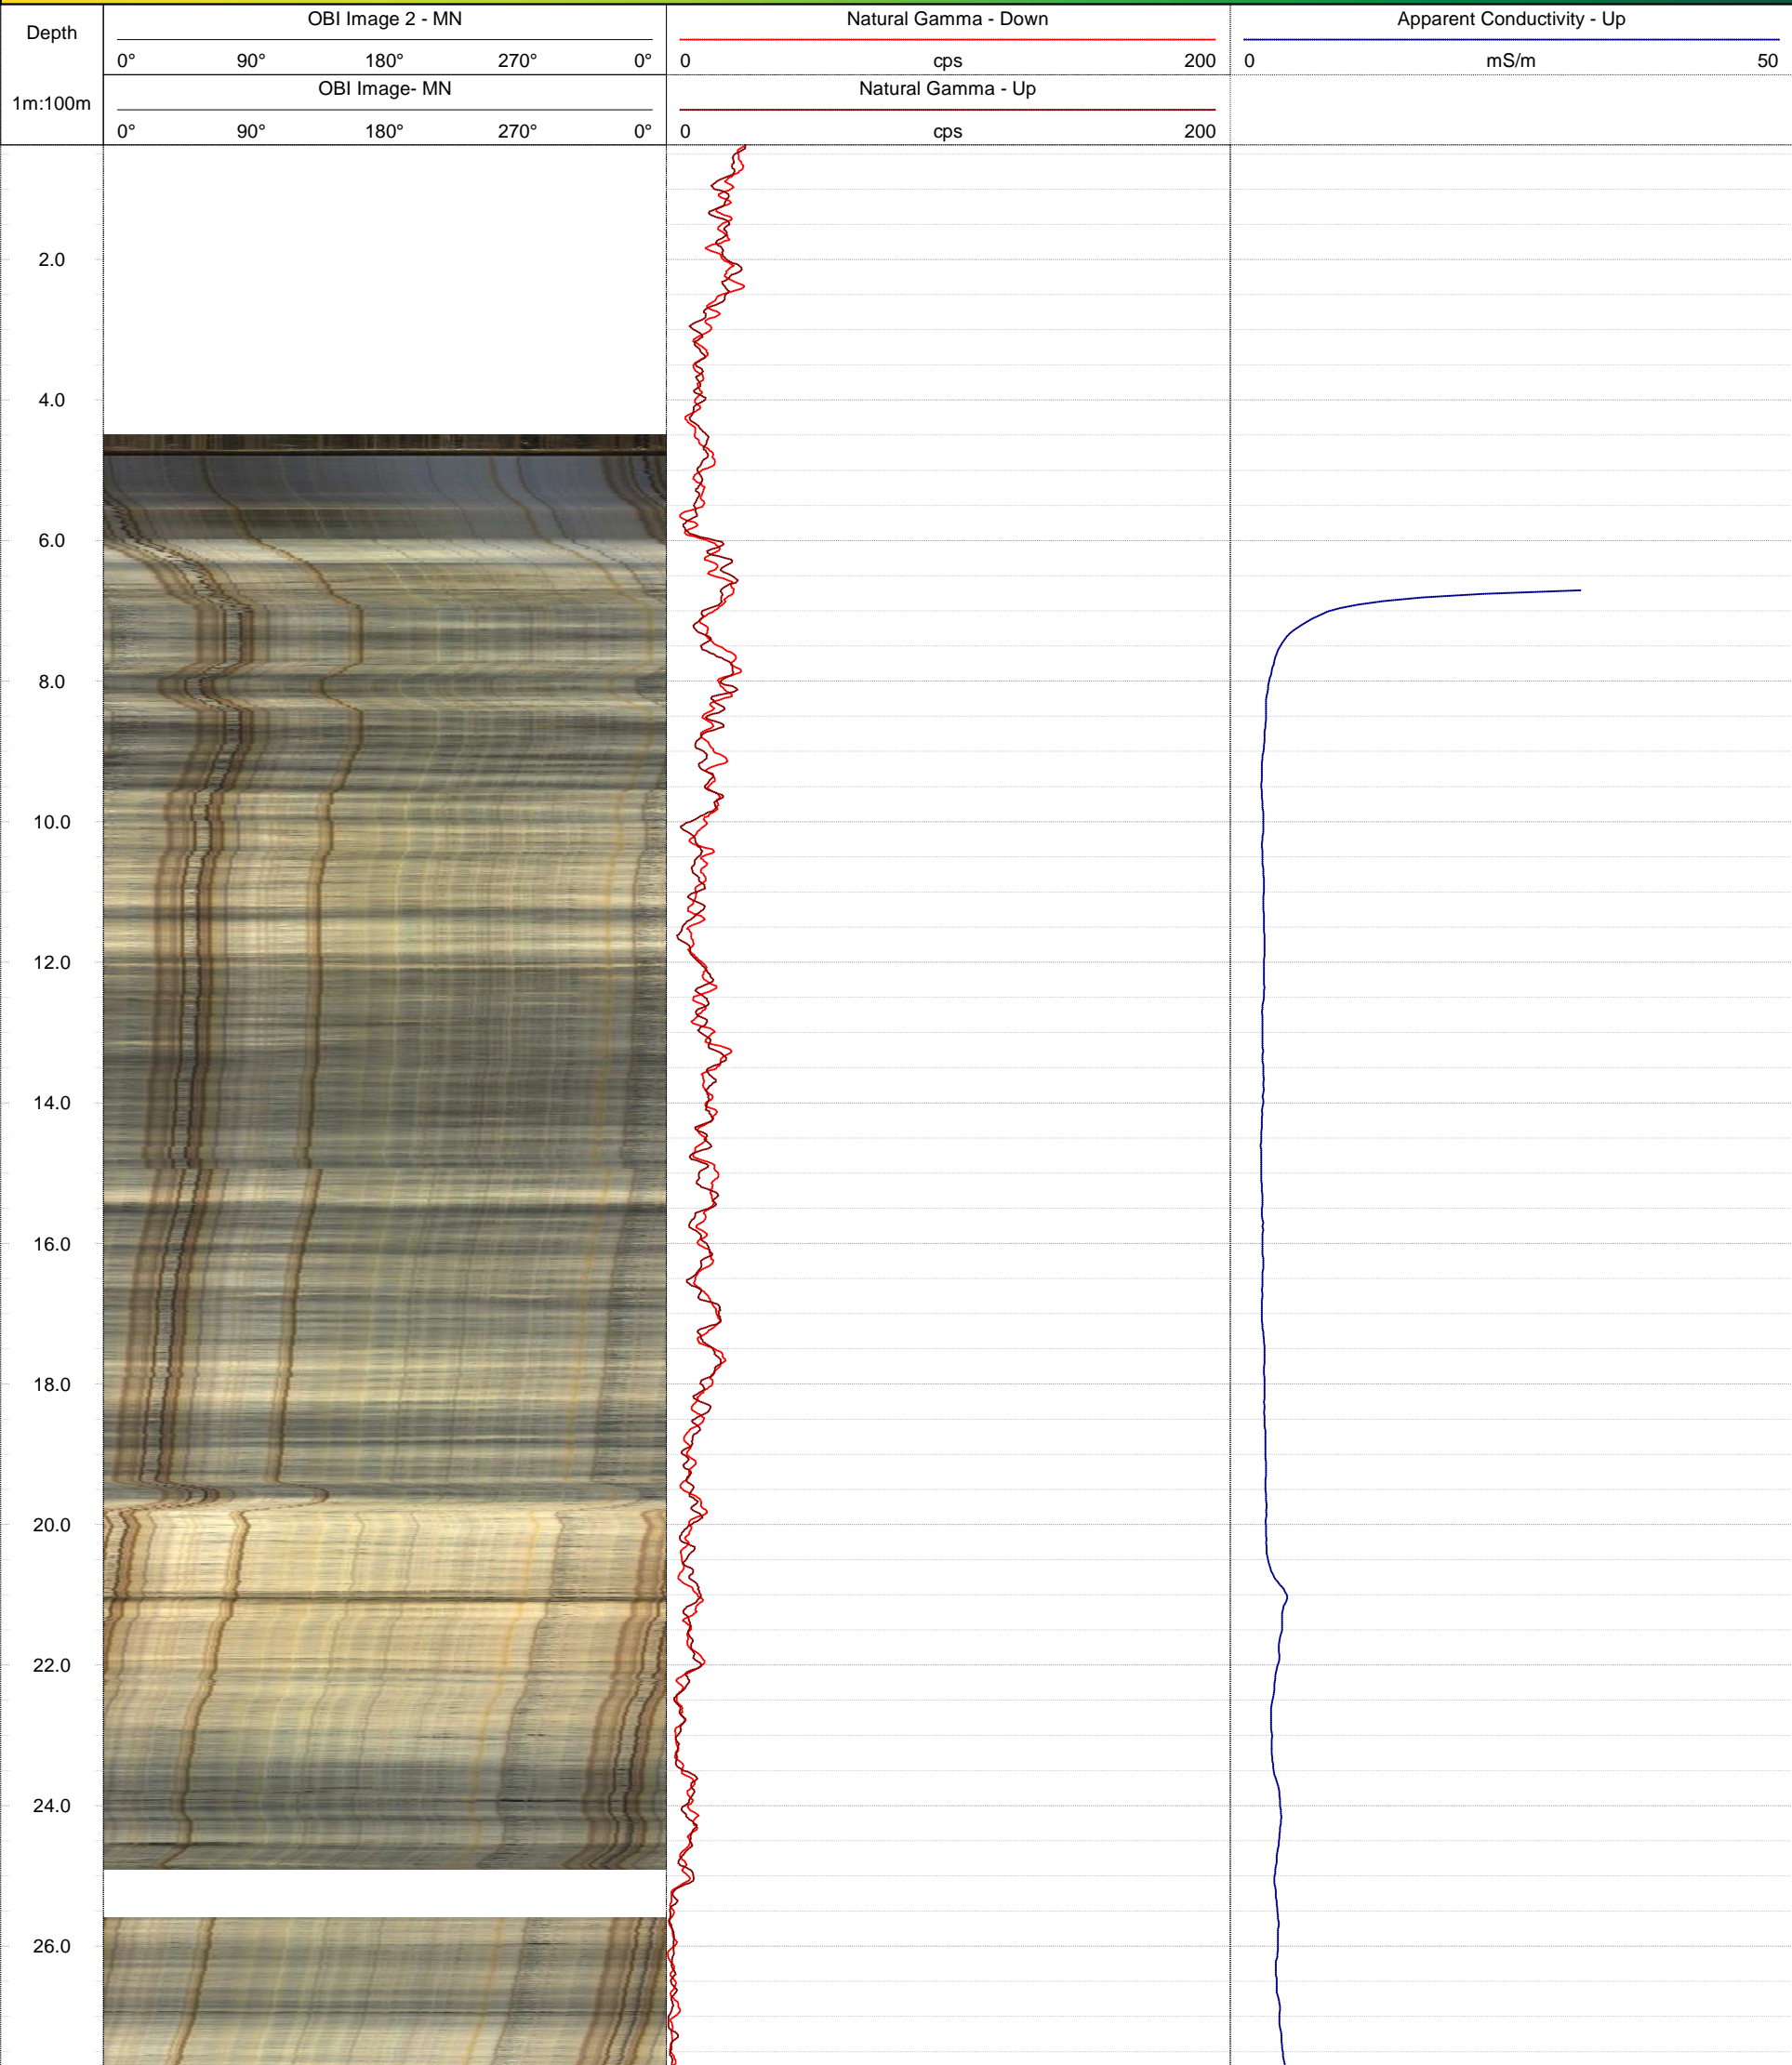 Depth
1m:100m
OBI Image 2 - MN
0° 90° 180° 270° 0°
OBI Image- MN
0° 90° 180° 270° 0°
Natural Gamma - Down
0 cps 200
Natural Gamma - Up
0 cps 200
Apparent Conductivity - Up
0 mS/m 50
2.0
4.0
6.0
8.0
10.0
12.0
14.0
16.0
18.0
20.0
22.0
24.0
26.0